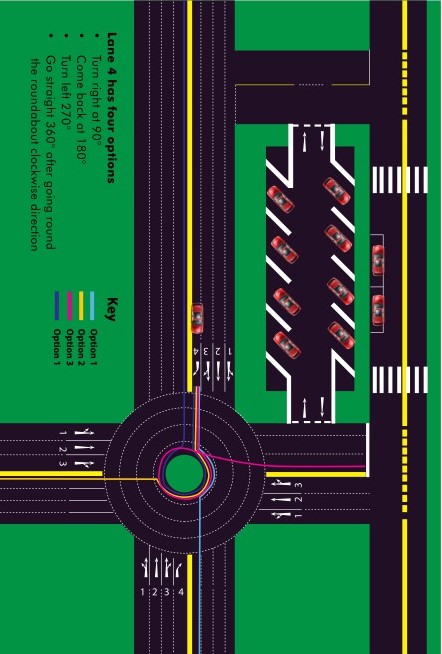 Lane 4 has four options
• Turn right at 90°
• Come back at 180°
• Turn left 270°
• Go straight 360° after going round
the roundabout clockwise direction
Key
Option 1
Option 2
Option 3
Option 1
1
2
3
4
3 2 1
1 2 3
1 2 3 4